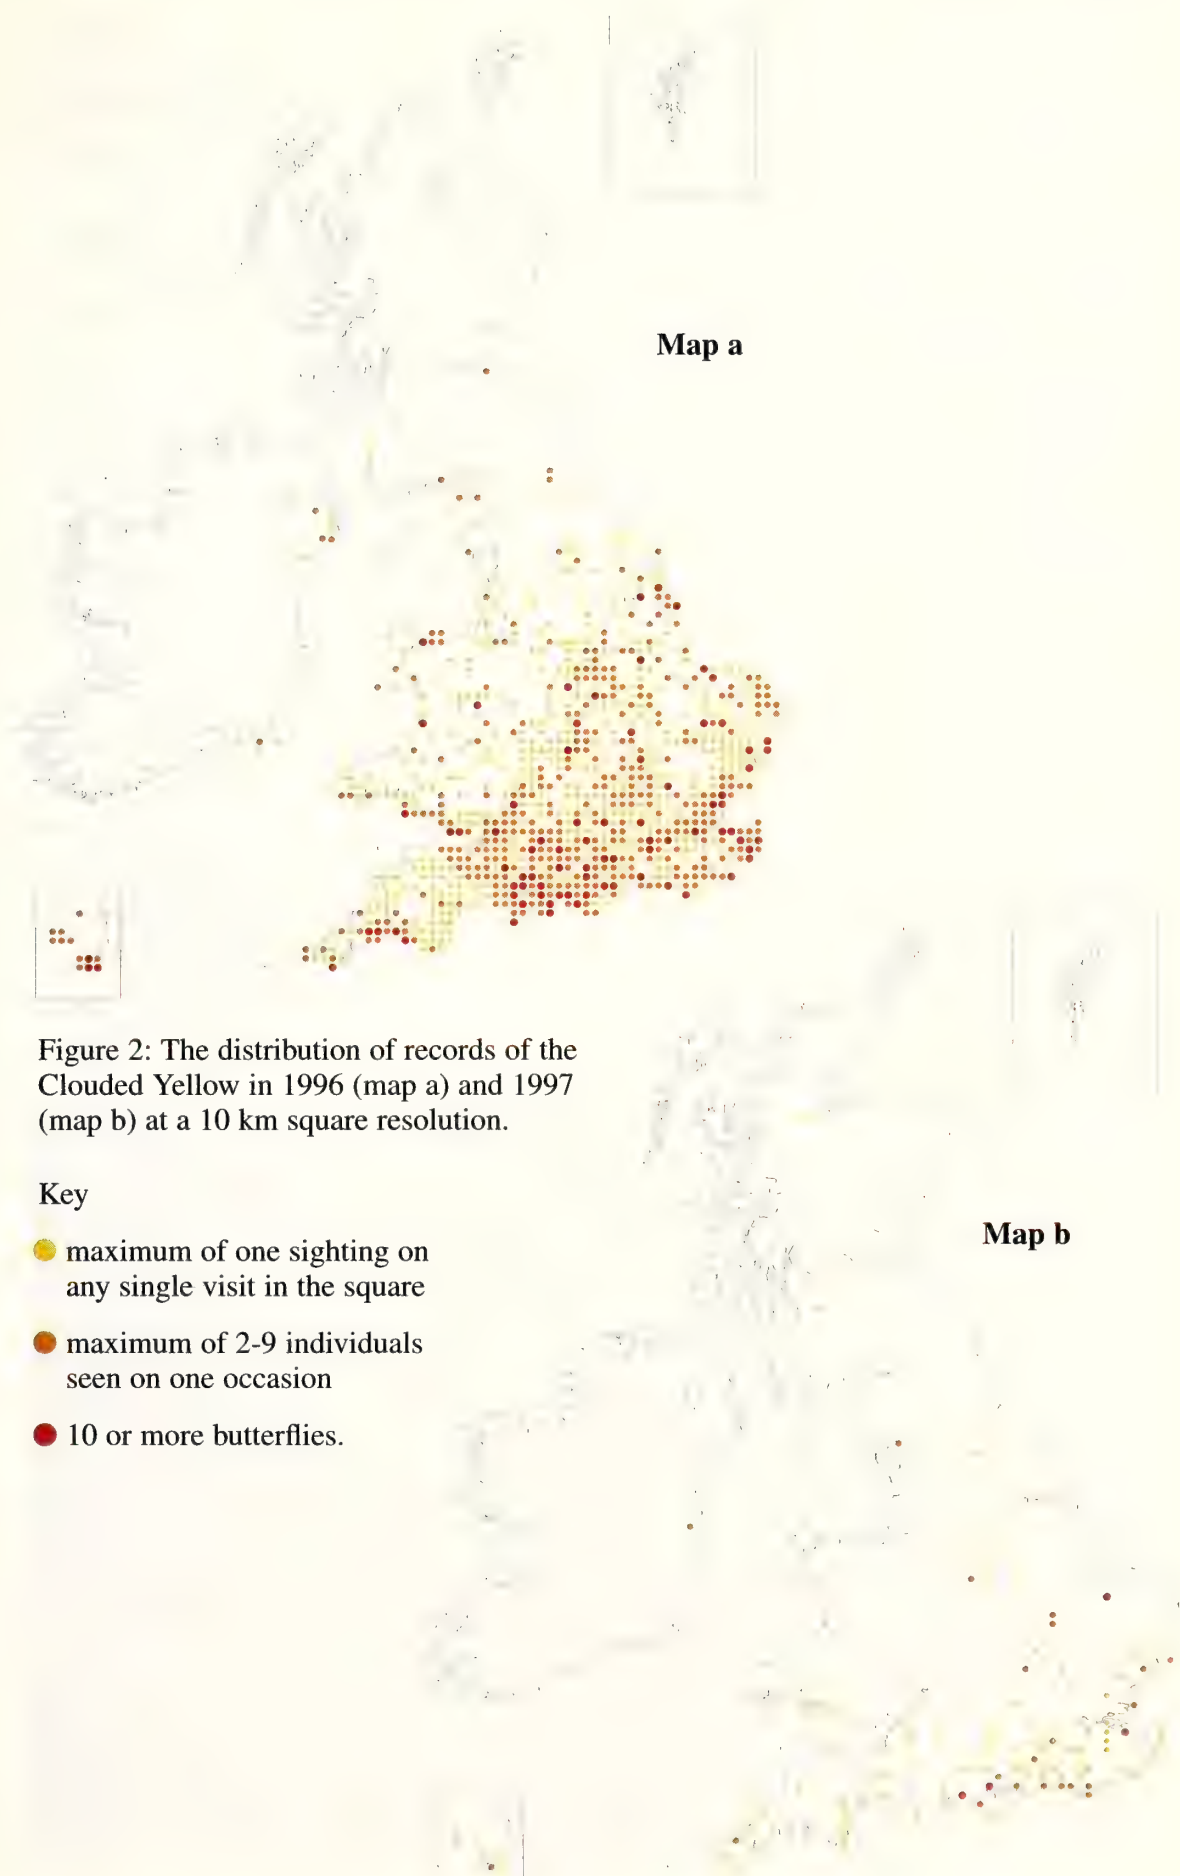 Map a
Figure 2: The distribution of records of the
Clouded Yellow in 1996 (map a) and 1997
(map b) at a 10 km square resolution.
Key
maximum of one sighting on
any single visit in the square
maximum of 2-9 individuals
seen on one occasion
10 or more butterflies.
Map b